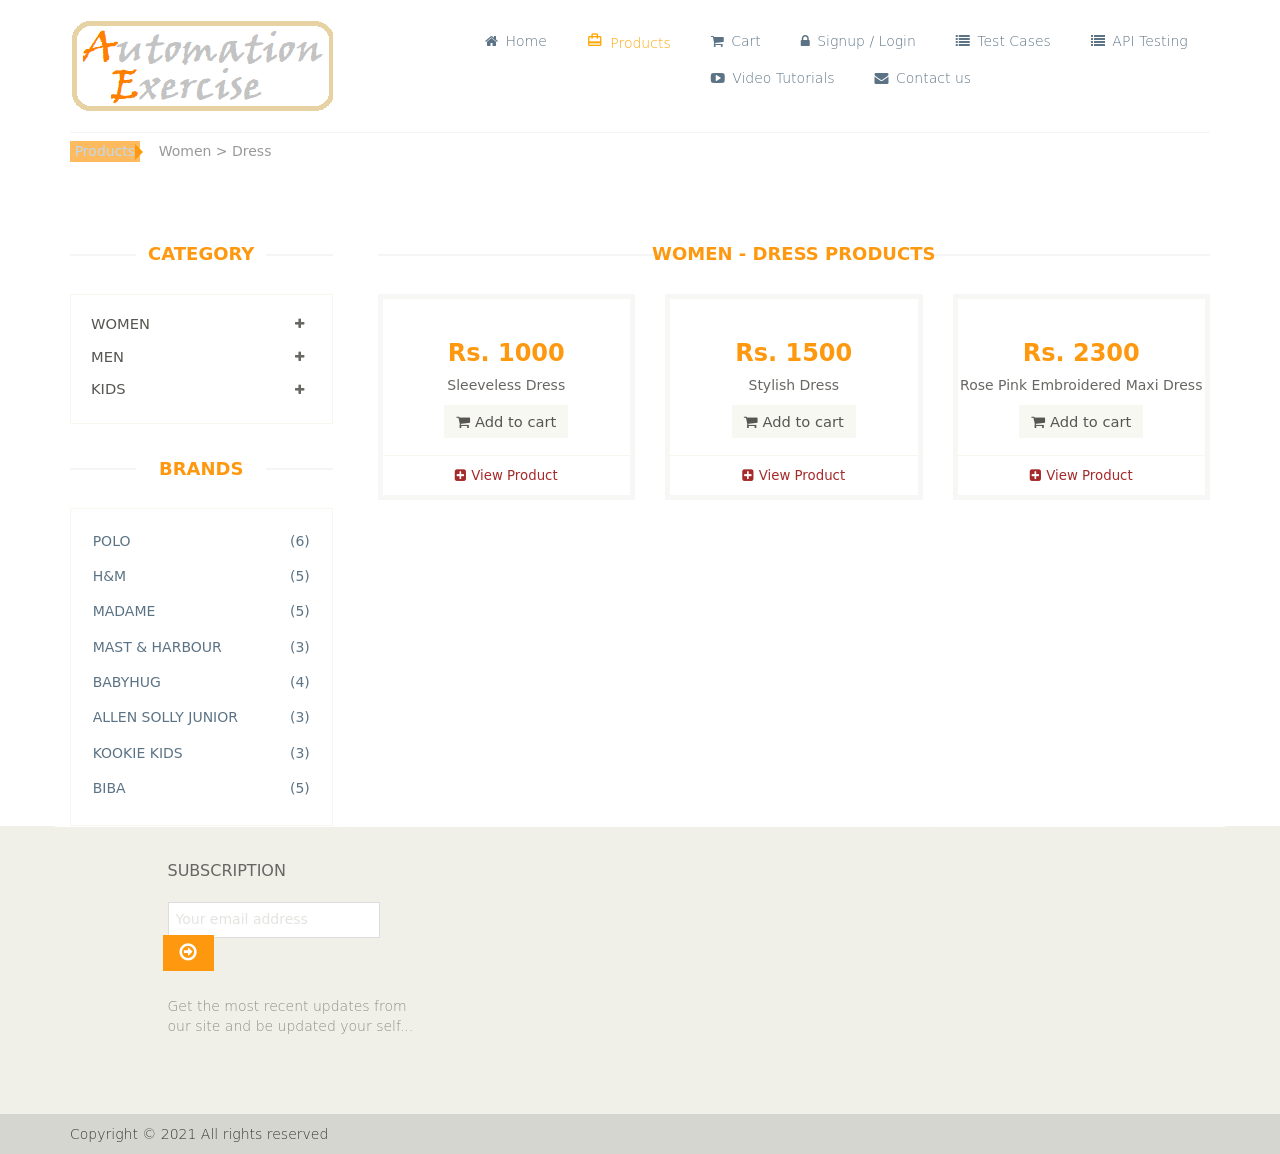 Automation
Exercise
Home
Products
Cart
Signup / Login
Test Cases
API Testing
Video Tutorials
Contact us
Products
Women > Dress
CATEGORY
WOMEN
MEN
KIDS
BRANDS
POLO (6)
H&M (5)
MADAME (5)
MAST & HARBOUR (3)
BABYHUG (4)
ALLEN SOLLY JUNIOR (3)
KOOKIE KIDS (3)
BIBA (5)
WOMEN - DRESS PRODUCTS
Rs. 1000
Sleeveless Dress
Add to cart
View Product
Rs. 1500
Stylish Dress
Add to cart
View Product
Rs. 2300
Rose Pink Embroidered Maxi Dress
Add to cart
View Product
SUBSCRIPTION
Your email address
Get the most recent updates from
our site and be updated your self...
Copyright © 2021 All rights reserved